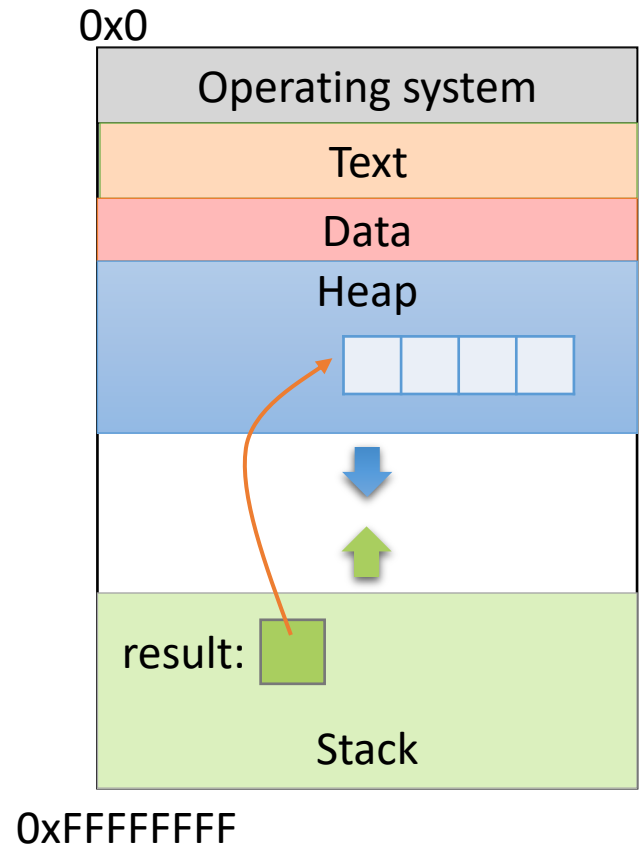 0x0
Operating system
Text
Data
Heap
result:
Stack
0xFFFFFFFF